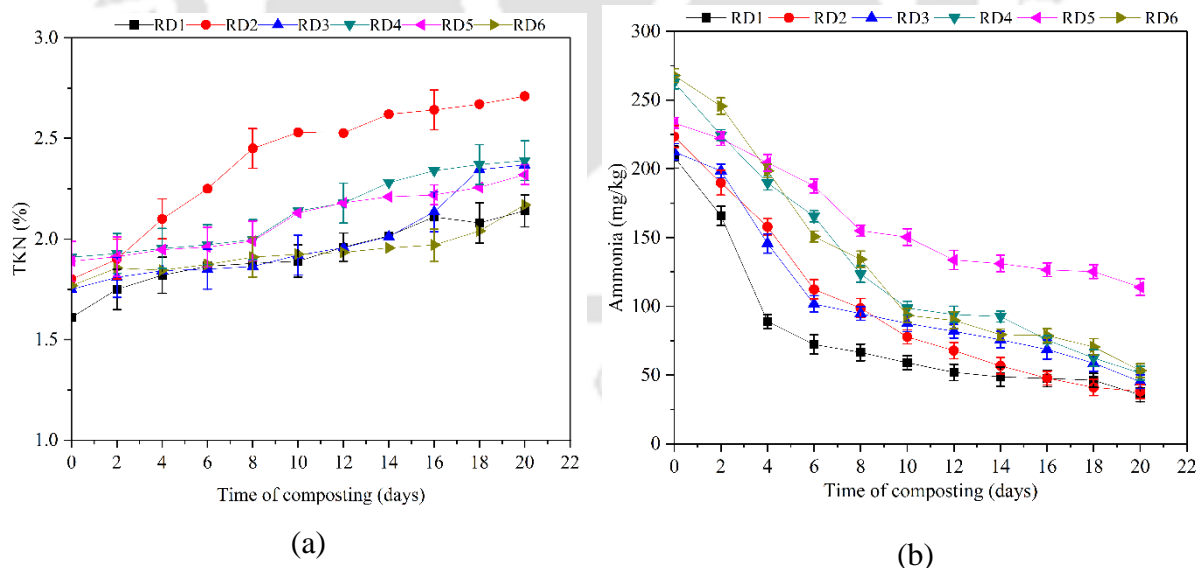 RD1 RD2 RD3 RD4 RD5 RD6
3.0
2.5
2.0
1.5
1.0
TKN (%)
0 2 4 6 8 10 12 14 16 18 20 22
Time of composting (days)
(a)
RD1 RD2 RD3 RD4 RD5 RD6
300
250
200
150
100
50
0
Ammonia (mg/kg)
0 2 4 6 8 10 12 14 16 18 20 22
Time of composting (days)
(b)